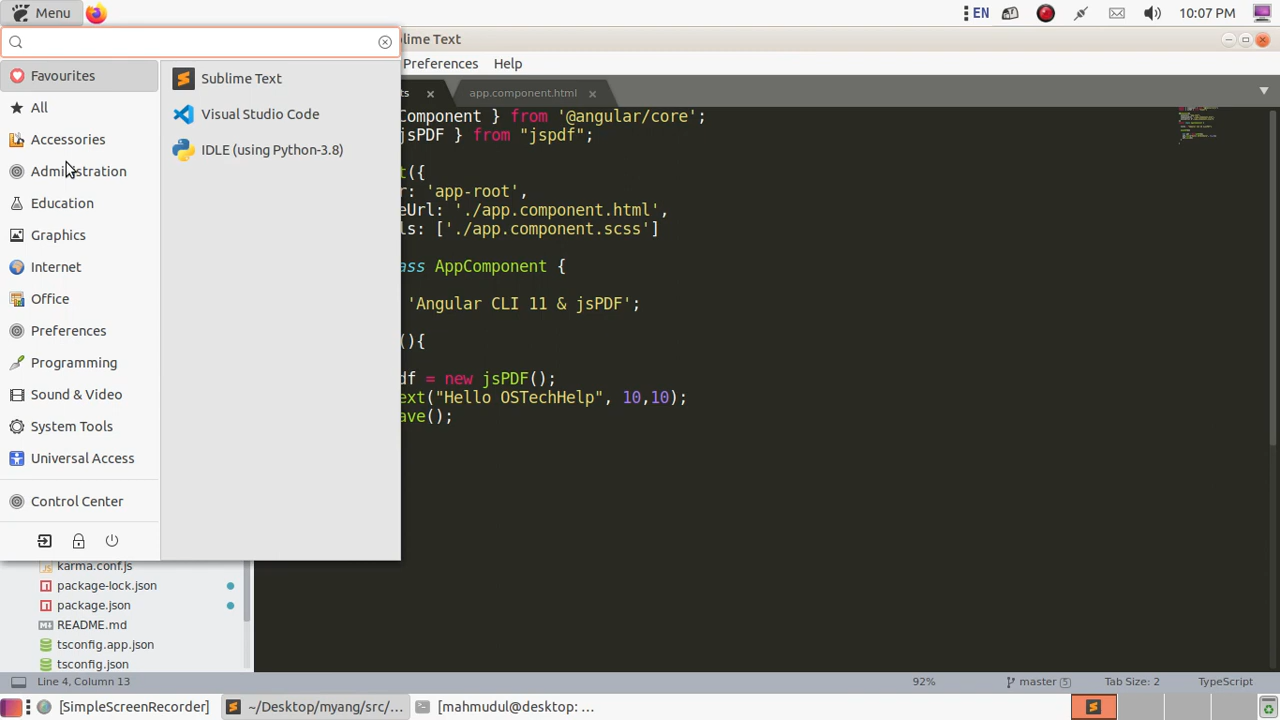 Menu
EN
10:07 PM
lime Text
Preferences
Help
ts
app.component.html
Favourites
All
Accessories
Administration
Education
Graphics
Internet
Office
Preferences
Programming
Sound & Video
System Tools
Universal Access
Control Center
Sublime Text
Visual Studio Code
IDLE (using Python-3.8)
Component } from '@angular/core';
jsPDF } from "jspdf";
t({
r: 'app-root',
eUrl: './app.component.html',
ls: ['./app.component.scss']
ass AppComponent {
'Angular CLI 11 & jsPDF';
(){
df = new jsPDF();
ext("Hello OSTechHelp", 10,10);
ave();
karma.conf.js
package-lock.json
package.json
README.md
tsconfig.app.json
tsconfig.json
Line 4, Column 13
92%
master 5
Tab Size: 2
TypeScript
[SimpleScreenRecorder]
~/Desktop/myang/src/...
[mahmudul@desktop: ...